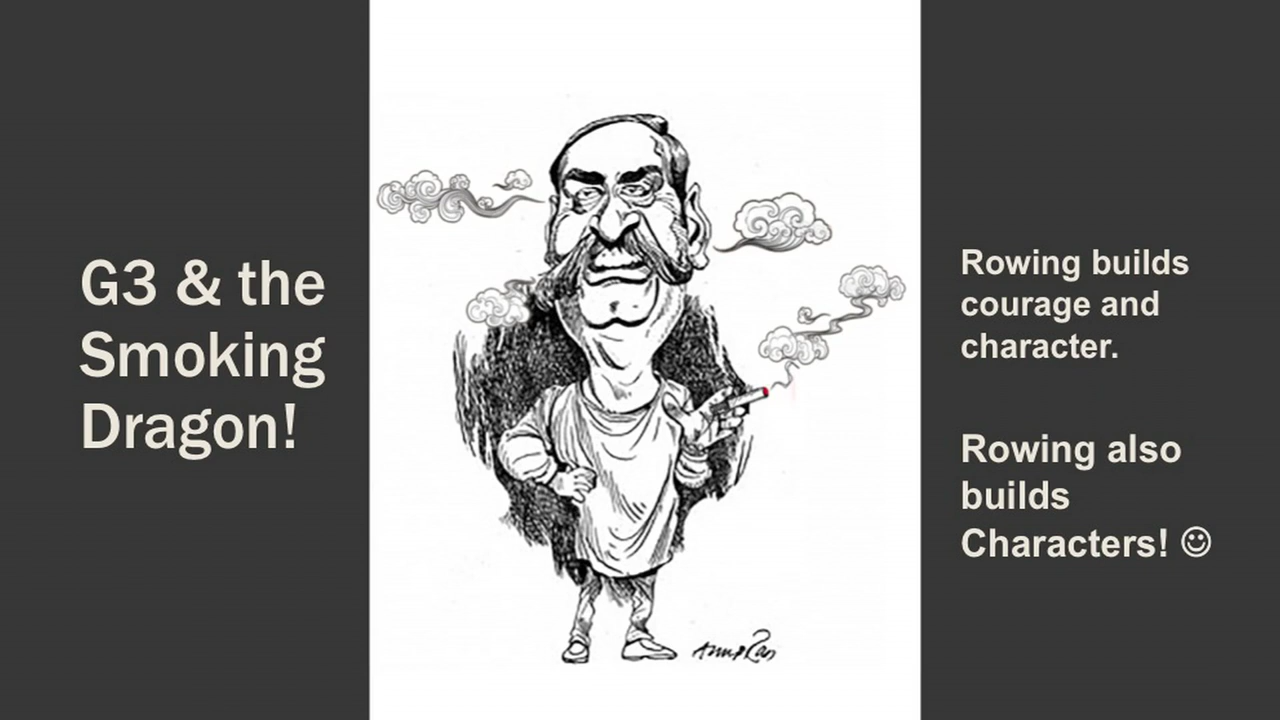 G3 & the
Smoking
Dragon!
Rowing builds
courage and
character.
Rowing also
builds
Characters! ☺